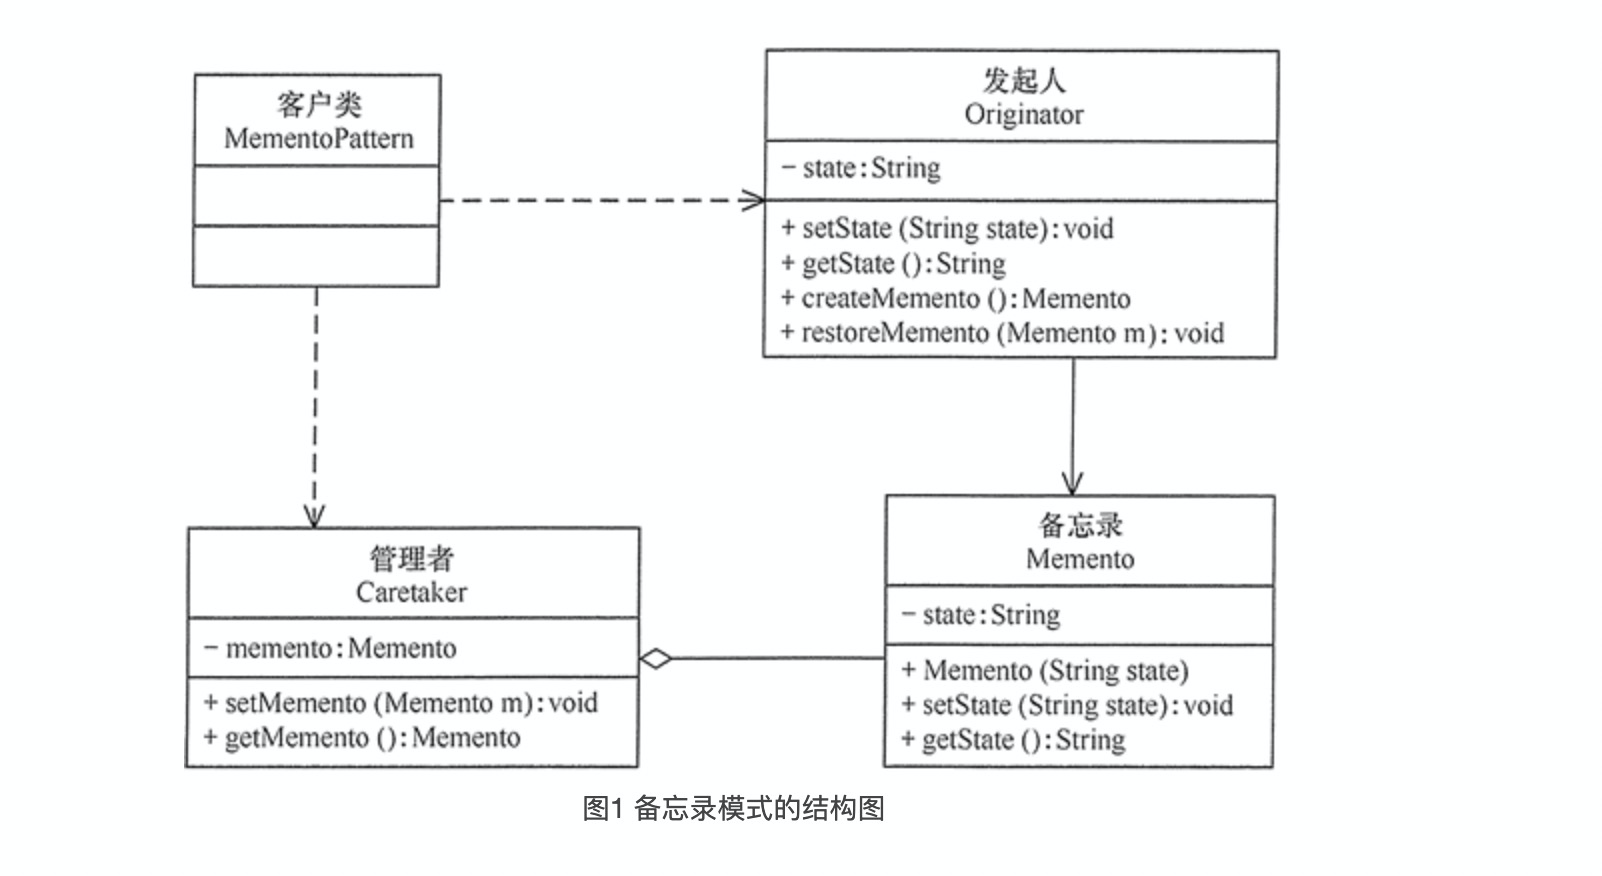 客户类
MementoPattern
发起人
Originator
− state:String
+ setState (String state):void
+ getState ():String
+ createMemento ():Memento
+ restoreMemento (Memento m): void
管理者
Caretaker
− memento:Memento
+ setMemento (Memento m):void
+ getMemento ():Memento
备忘录
Memento
− state:String
+ Memento (String state)
+ setState (String state):void
+ getState ():String
图1 备忘录模式的结构图